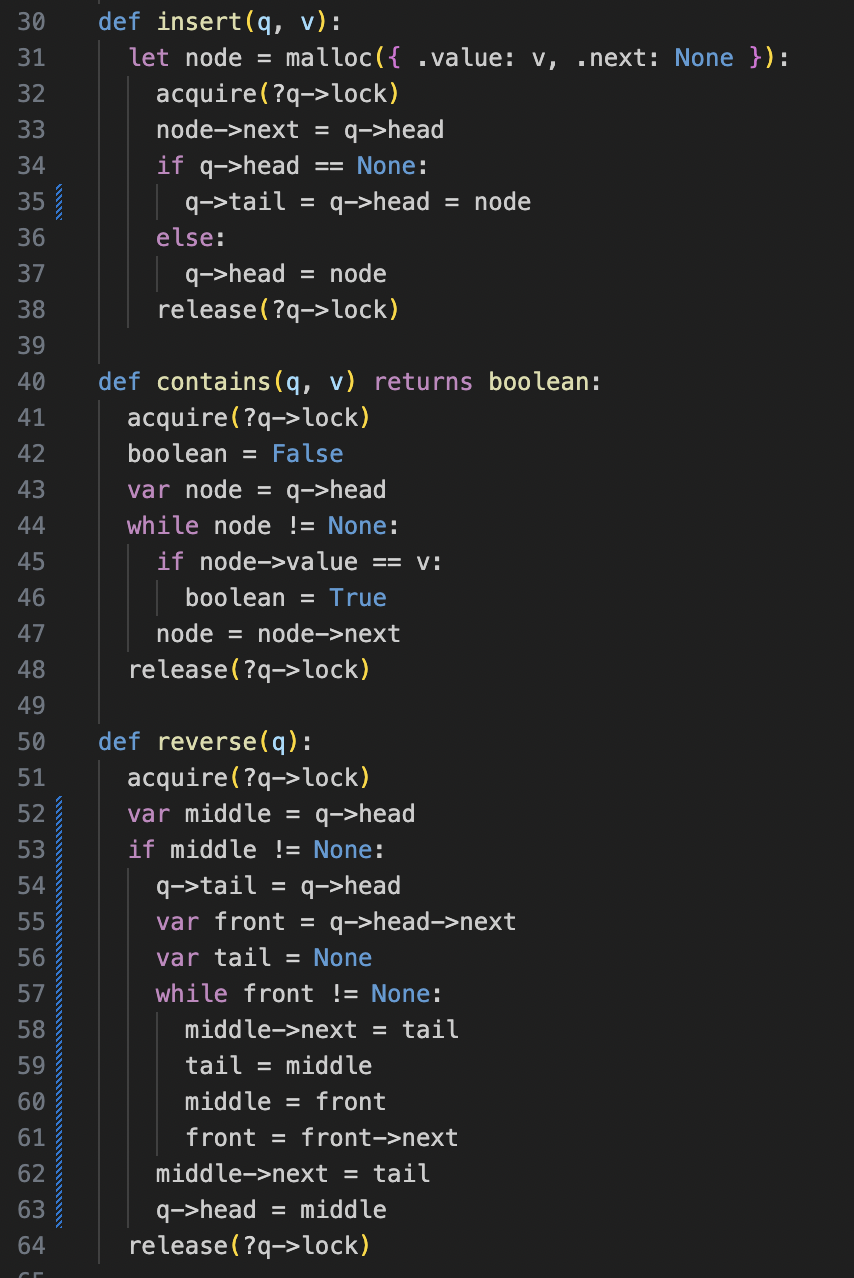 30 def insert(q, v):
31 let node = malloc({ .value: v, .next: None }):
32 acquire(?q->lock)
33 node->next = q->head
34 if q->head == None:
35 q->tail = q->head = node
36 else:
37 q->head = node
38 release(?q->lock)
39
40 def contains(q, v) returns boolean:
41 acquire(?q->lock)
42 boolean = False
43 var node = q->head
44 while node != None:
45 if node->value == v:
46 boolean = True
47 node = node->next
48 release(?q->lock)
49
50 def reverse(q):
51 acquire(?q->lock)
52 var middle = q->head
53 if middle != None:
54 q->tail = q->head
55 var front = q->head->next
56 var tail = None
57 while front != None:
58 middle->next = tail
59 tail = middle
60 middle = front
61 front = front->next
62 middle->next = tail
63 q->head = middle
64 release(?q->lock)